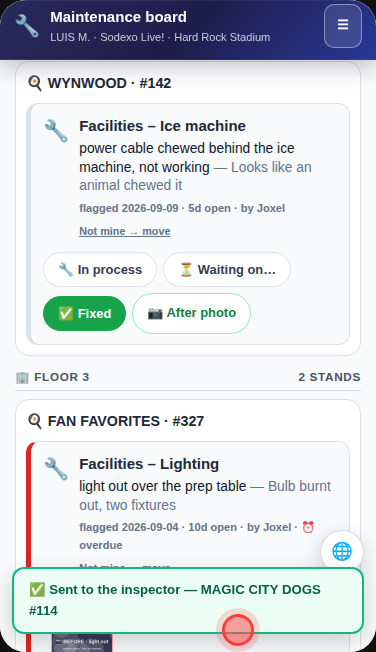 Maintenance board
LUIS M. · Sodexo Live! · Hard Rock Stadium
WYNWOOD · #142
Facilities – Ice machine
power cable chewed behind the ice
machine, not working — Looks like an
animal chewed it
flagged 2026-09-09 · 5d open · by Joxel
Not mine → move
In process
Waiting on…
Fixed
After photo
FLOOR 3
2 STANDS
FAN FAVORITES · #327
Facilities – Lighting
light out over the prep table — Bulb burnt
out, two fixtures
flagged 2026-09-04 · 10d open · by Joxel ·
overdue
Sent to the inspector — MAGIC CITY DOGS
#114